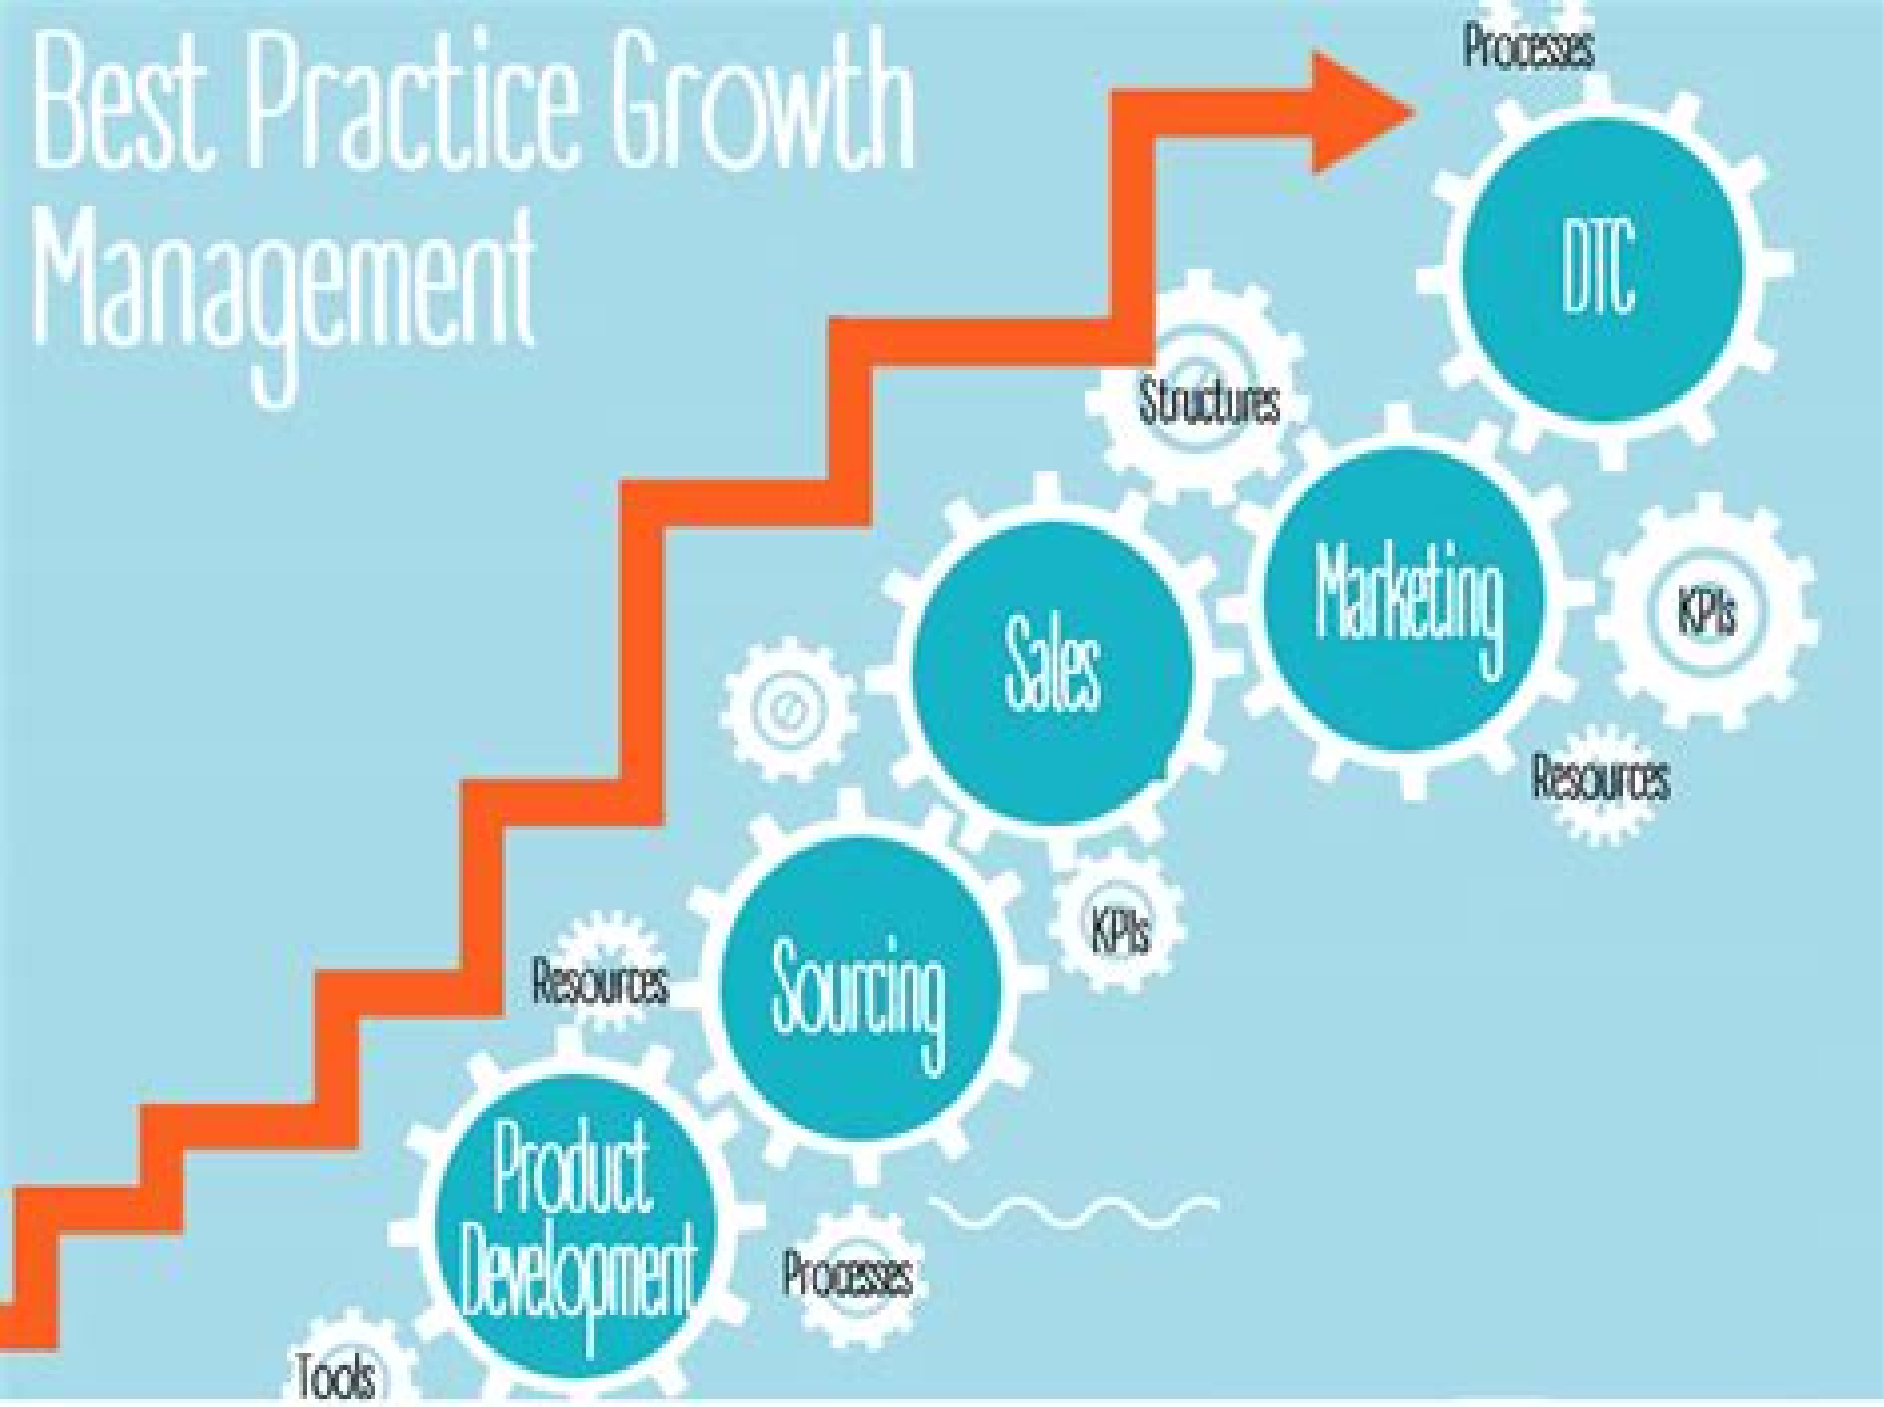 Best Practice Growth
Management
Processes
DTC
Structures
Marketing
KPIs
Sales
Resources
KPIs
Sourcing
Resources
Product
Development
Processes
Tools